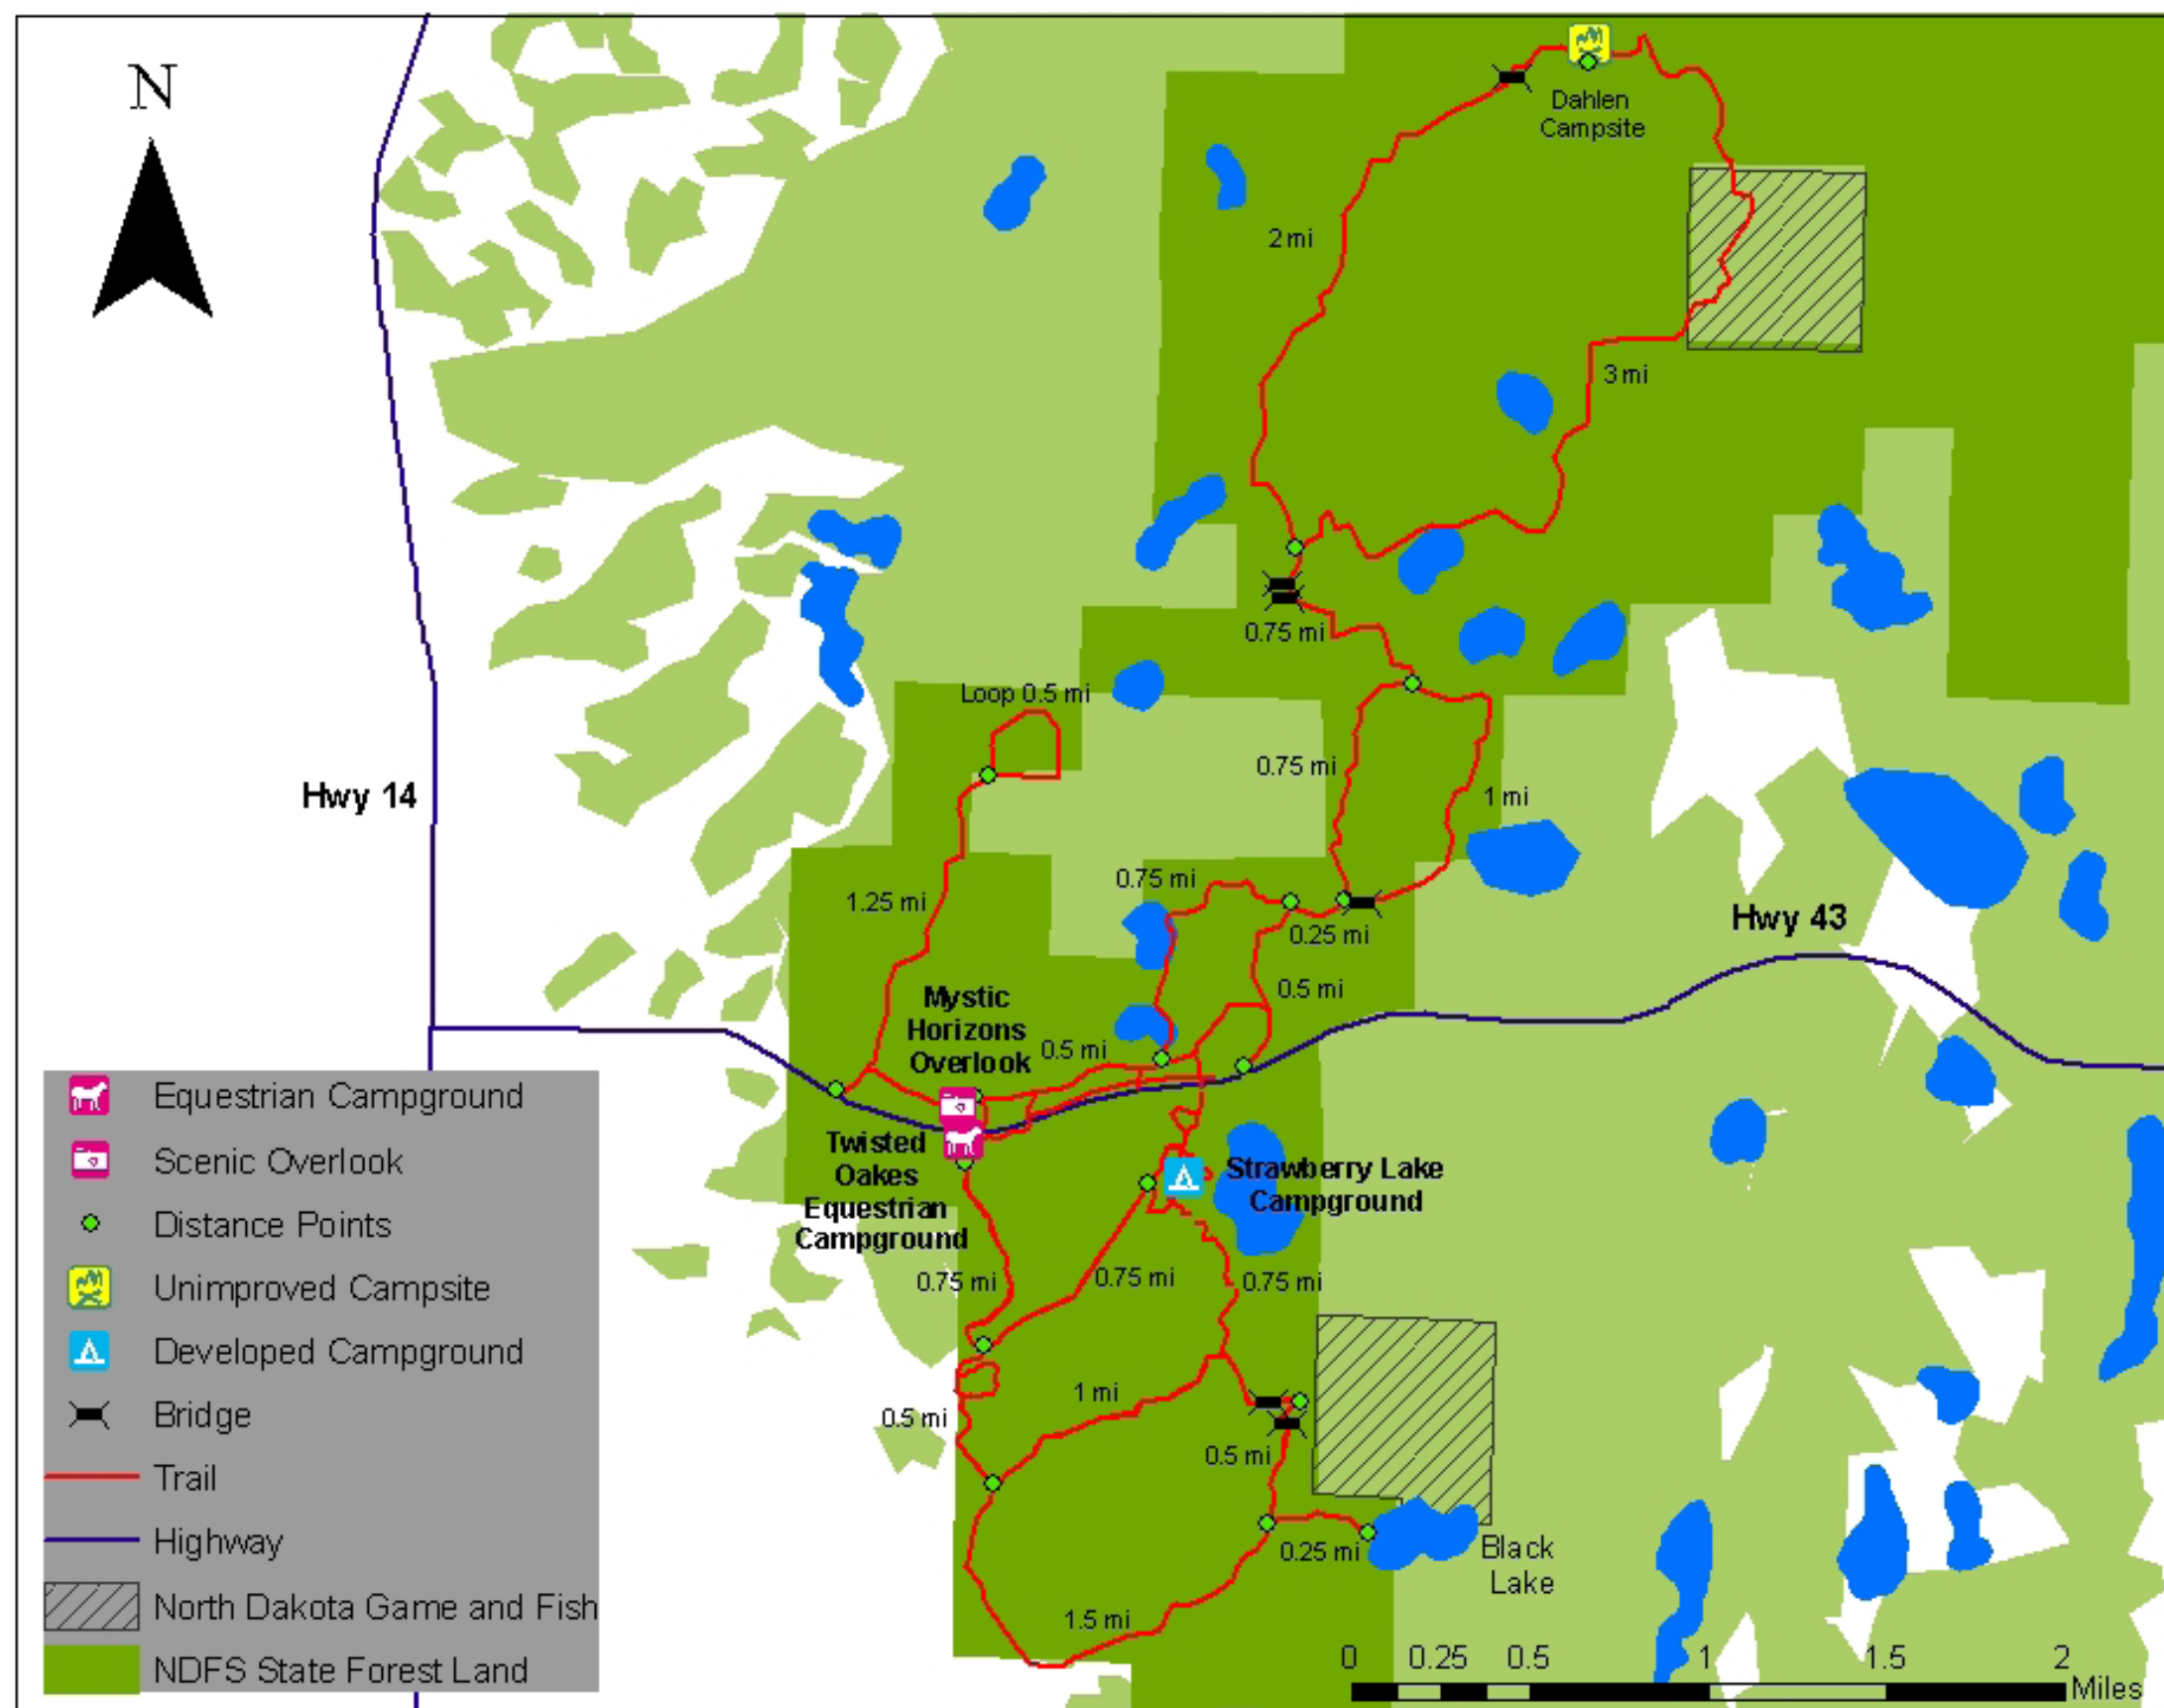 N
Dahlen
Campsite
2 mi
3 mi
0.75 mi
Loop 0.5 mi
0.75 mi
Hwy 14
1 mi
0.75 mi
1.25 mi
Hwy 43
0.25 mi
0.5 mi
Mystic
Horizons
Overlook
0.5 mi
Twisted
Oakes
Equestrian
Campground
Strawberry Lake
Campground
0.75 mi
0.75 mi
0.75 mi
1 mi
0.5 mi
0.5 mi
0.25 mi
Black
Lake
1.5 mi
Equestrian Campground
Scenic Overlook
Distance Points
Unimproved Campsite
Developed Campground
Bridge
Trail
Highway
North Dakota Game and Fish
NDFS State Forest Land
0 0.25 0.5 1 1.5 2
Miles